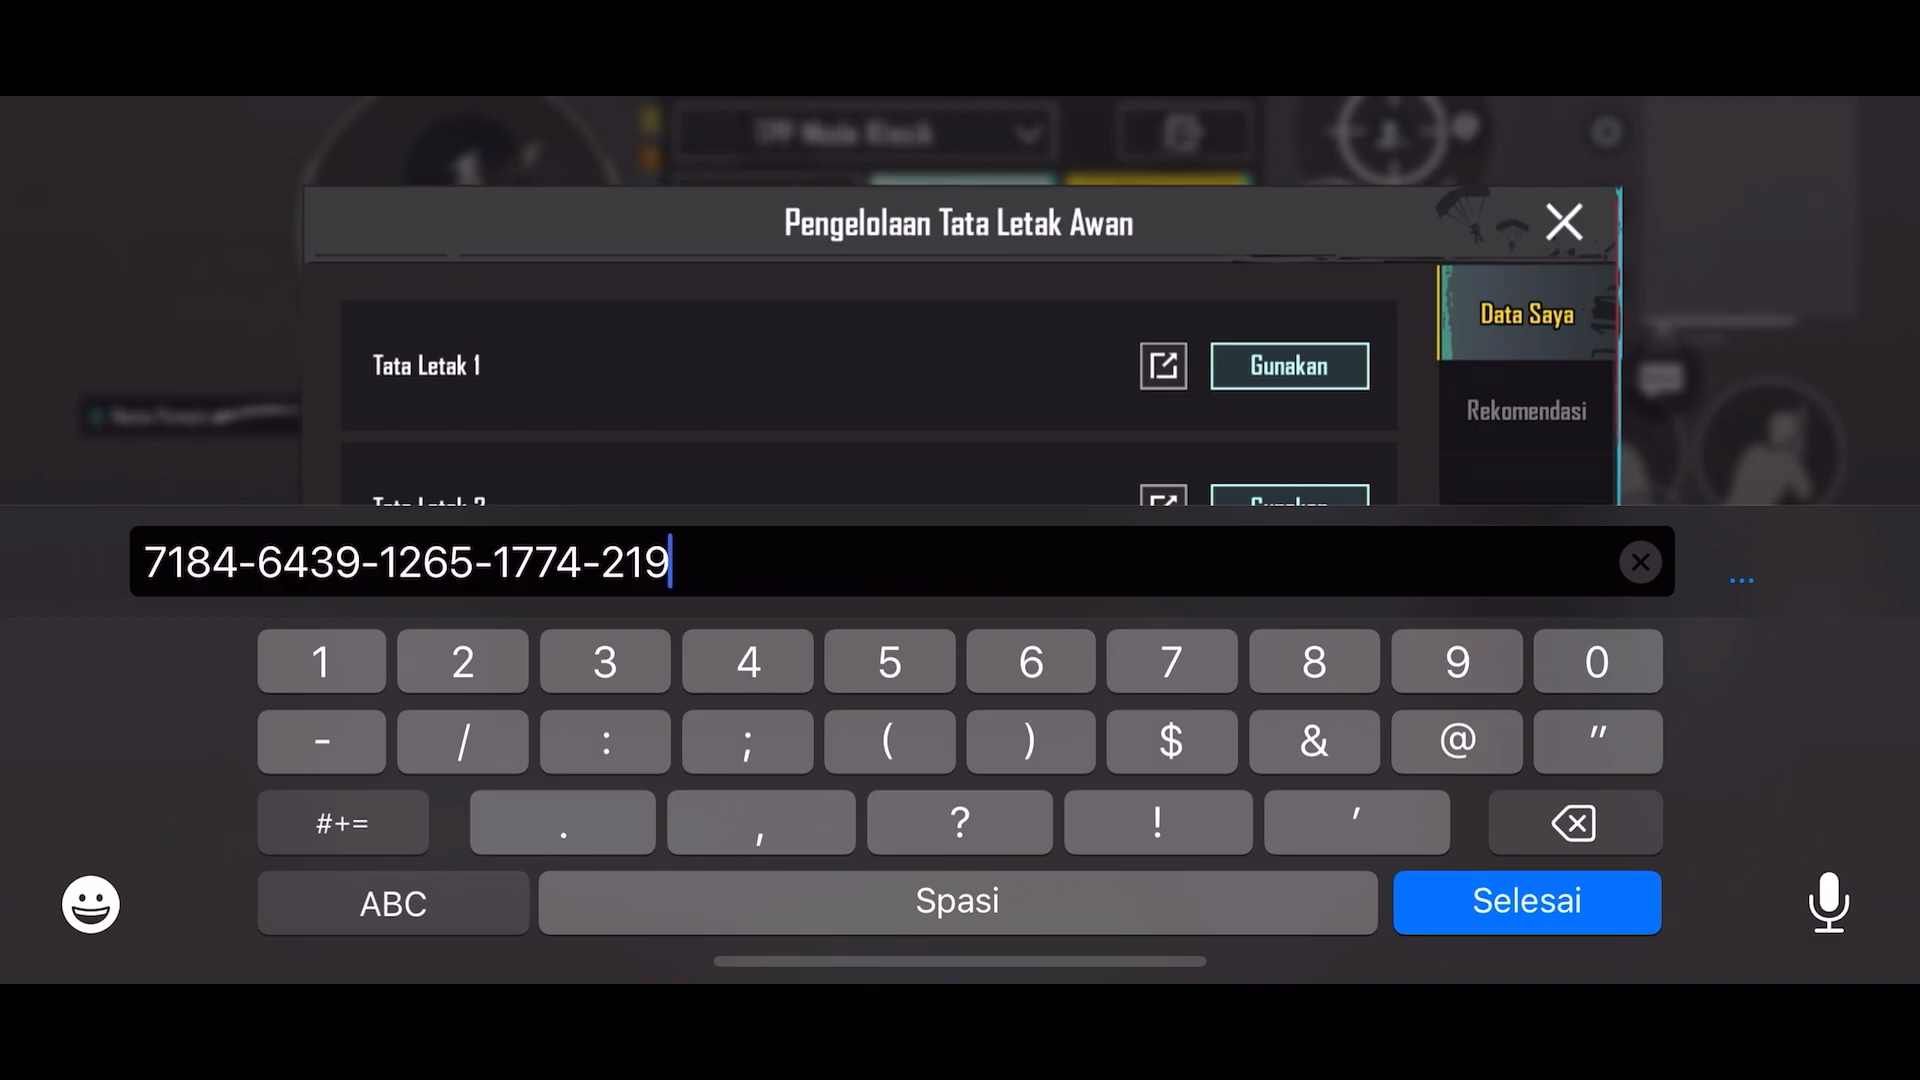 Pengelolaan Tata Letak Awan
Data Saya
Tata Letak 1
Gunakan
Rekomendasi
7184-6439-1265-1774-219
...
1 2 3 4 5 6 7 8 9 0
- / : ; ( ) $ & @ "
#+= . , ? ! '
ABC Spasi Selesai